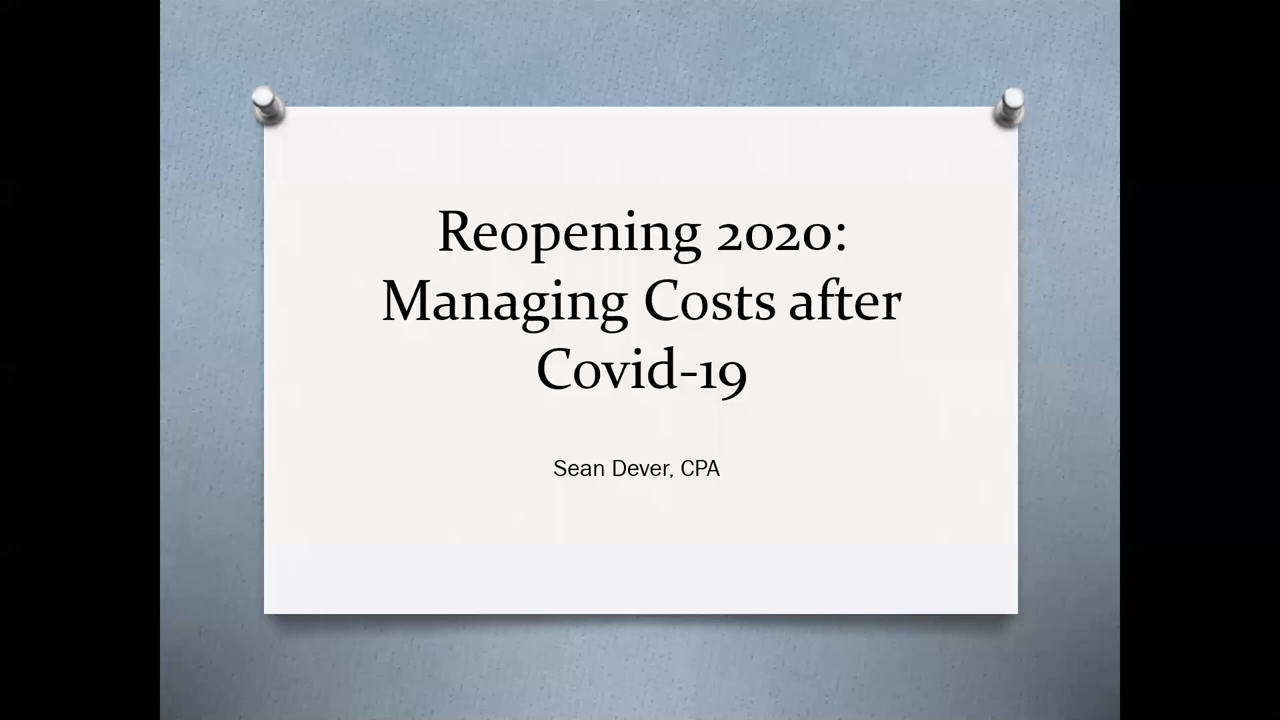 Reopening 2020:
Managing Costs after
Covid-19
Sean Dever, CPA